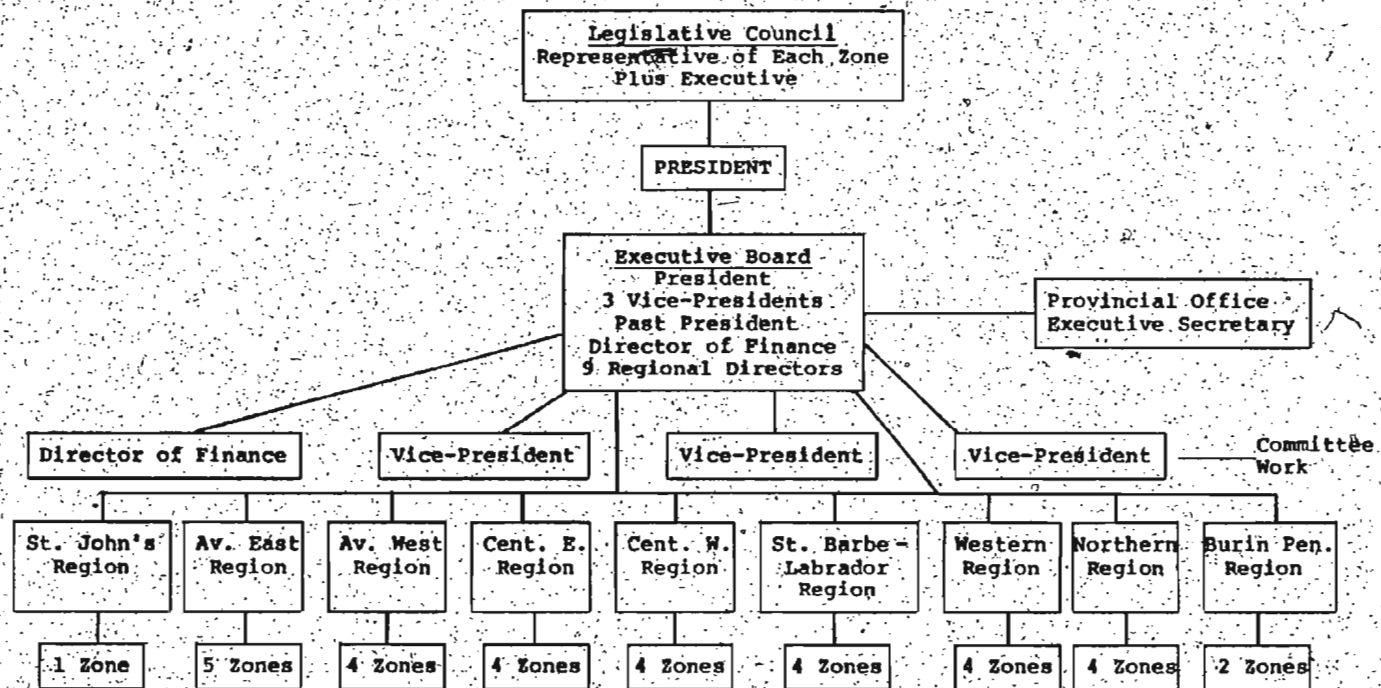 Legislative Council
Representative of Each Zone
Plus Executive
PRESIDENT
Executive Board
President
3 Vice-Presidents
Past President
Director of Finance
9 Regional Directors
Provincial Office
Executive Secretary
Director of Finance
Vice-President
Vice-President
Vice-President
Committee
Work
St. John's
Region
Av. East
Region
Av. West
Region
Cent. E.
Region
Cent. W.
Region
St. Barbe-
Labrador
Region
Western
Region
Northern
Region
Burin Pen.
Region
1 Zone
5 Zones
4 Zones
4 Zones
4 Zones
4 Zones
4 Zones
4 Zones
2 Zones